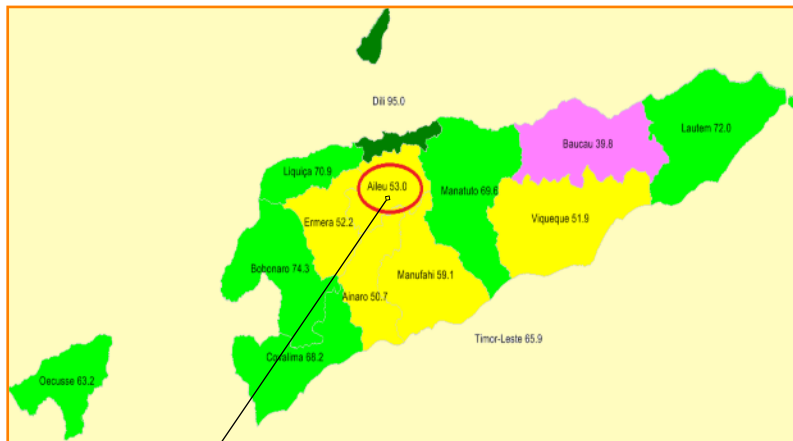 Dili 95.0
Lautem 72.0
Baucau 39.8
Liquiça 70.9
Aileu 53.0
Manatuto 69.6
Ermera 52.2
Viqueque 51.9
Bobonaro 74.3
Manufahi 59.1
Ainaro 50.7
Timor-Leste 65.9
Covalima 68.2
Oecusse 63.2